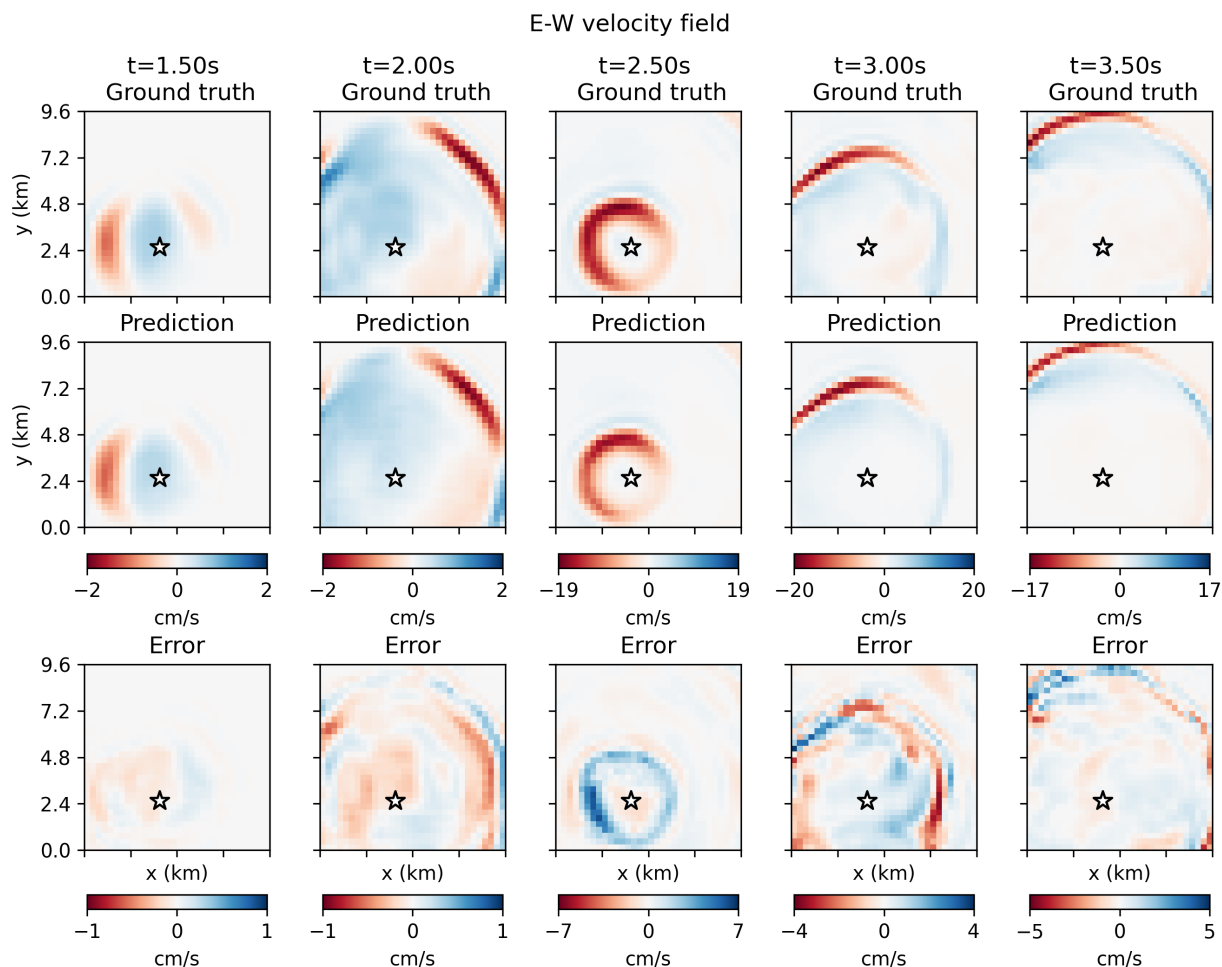 E-W velocity field
t=1.50s t=2.00s t=2.50s t=3.00s t=3.50s
Ground truth Ground truth Ground truth Ground truth Ground truth
9.6
7.2
4.8
2.4
0.0
y (km)
Prediction Prediction Prediction Prediction Prediction
9.6
7.2
4.8
2.4
0.0
y (km)
−2 0 2 −2 0 2 −19 0 19 −20 0 20 −17 0 17
cm/s cm/s cm/s cm/s cm/s
Error Error Error Error Error
9.6
7.2
4.8
2.4
0.0
x (km) x (km) x (km) x (km) x (km)
−1 0 1 −1 0 1 −7 0 7 −4 0 4 −5 0 5
cm/s cm/s cm/s cm/s cm/s